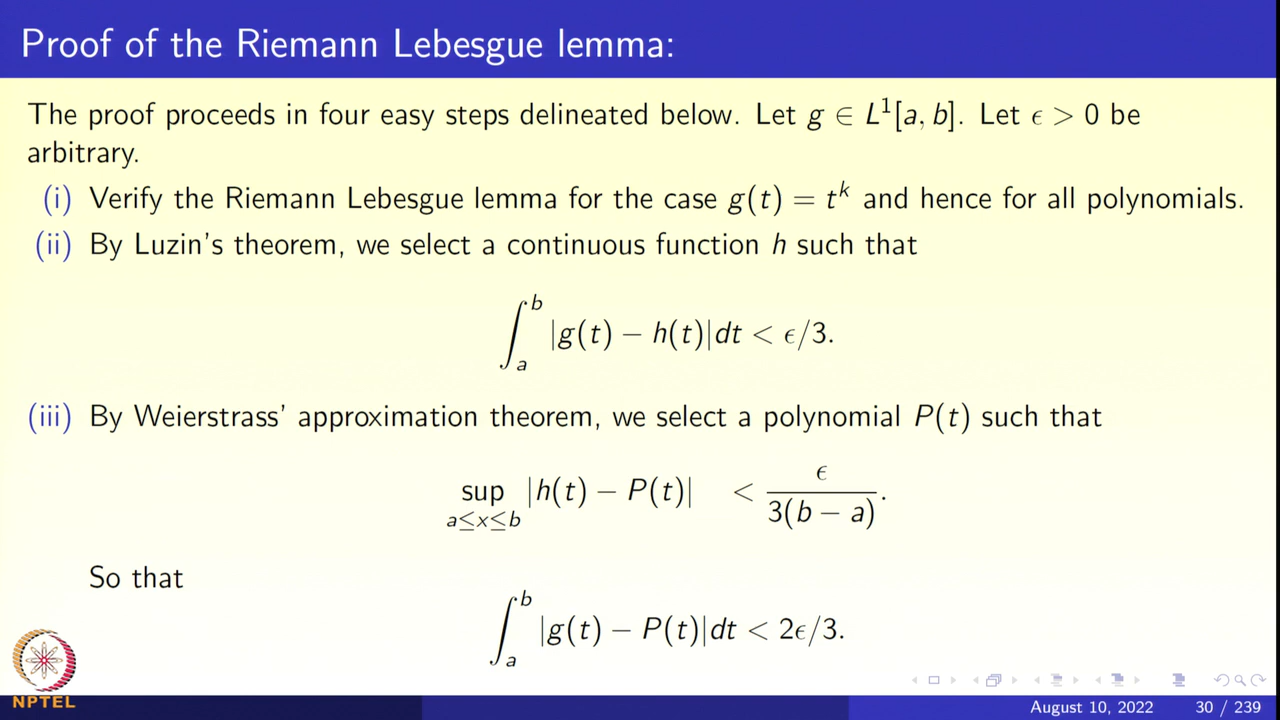 Proof of the Riemann Lebesgue lemma:
The proof proceeds in four easy steps delineated below. Let g ∈ L¹[a, b]. Let ϵ > 0 be
arbitrary.
(i) Verify the Riemann Lebesgue lemma for the case g(t) = tᵏ and hence for all polynomials.
(ii) By Luzin's theorem, we select a continuous function h such that
∫ₐᵇ |g(t) − h(t)|dt < ϵ/3.
(iii) By Weierstrass' approximation theorem, we select a polynomial P(t) such that
sup_{a≤x≤b} |h(t) − P(t)| < ϵ/(3(b − a)).
So that
∫ₐᵇ |g(t) − P(t)|dt < 2ϵ/3.
NPTEL
August 10, 2022 30 / 239